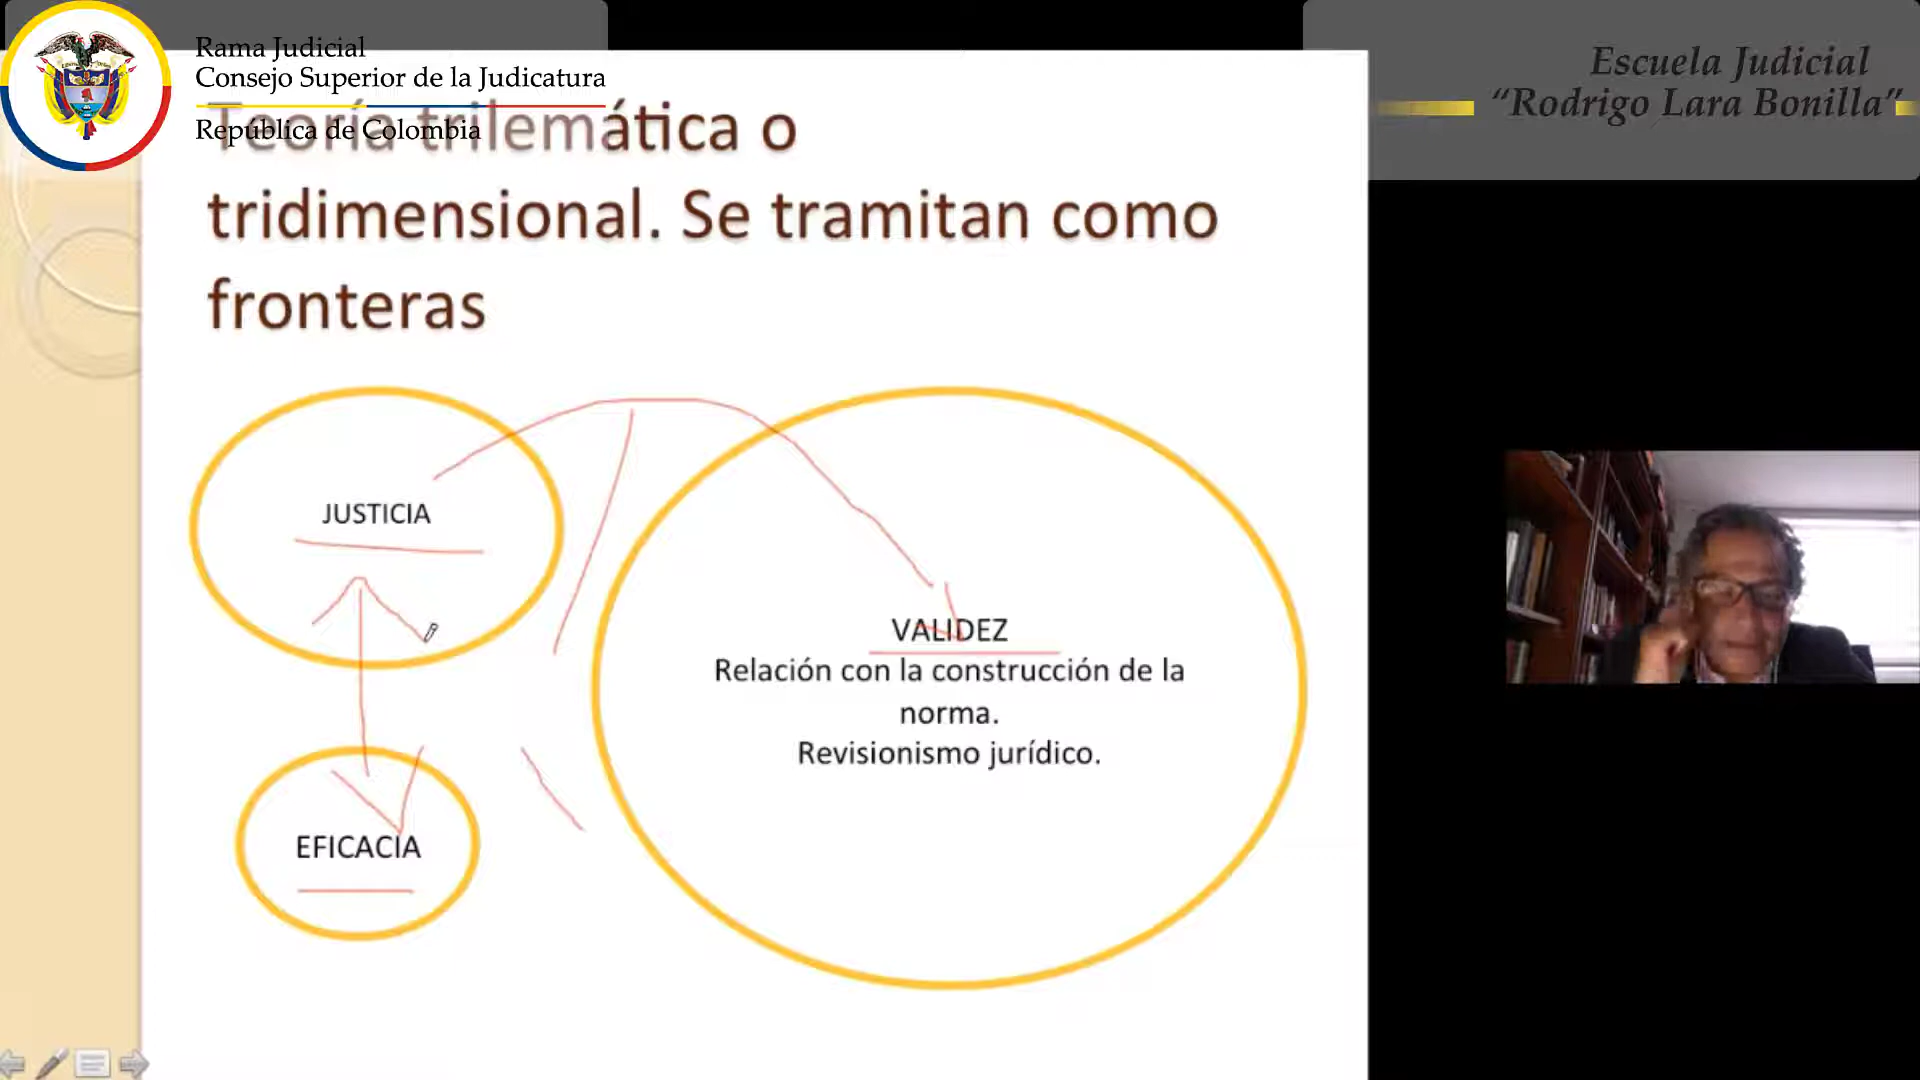 Rama Judicial
Consejo Superior de la Judicatura
República de Colombia
Escuela Judicial
“Rodrigo Lara Bonilla”
Teoría trilemática o
tridimensional. Se tramitan como
fronteras
JUSTICIA
VALIDEZ
Relación con la construcción de la
norma.
Revisionismo jurídico.
EFICACIA